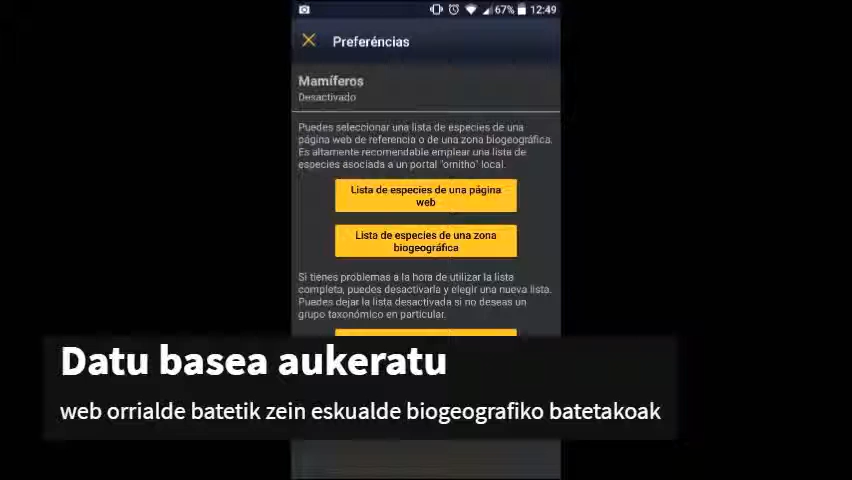 67% 12:49
Preferéncias
Mamíferos
Desactivado
Puedes seleccionar una lista de especies de una
página web de referencia o de una zona biogeográfica.
Es altamente recomendable emplear una lista de
especies asociada a un portal "ornitho" local.
Lista de especies de una página
web
Lista de especies de una zona
biogeográfica
Si tienes problemas a la hora de utilizar la lista
completa, puedes desactivarla y elegir una nueva lista.
Puedes dejar la lista desactivada si no deseas un
grupo taxonómico en particular.
Datu basea aukeratu
web orrialde batetik zein eskualde biogeografiko batetakoak